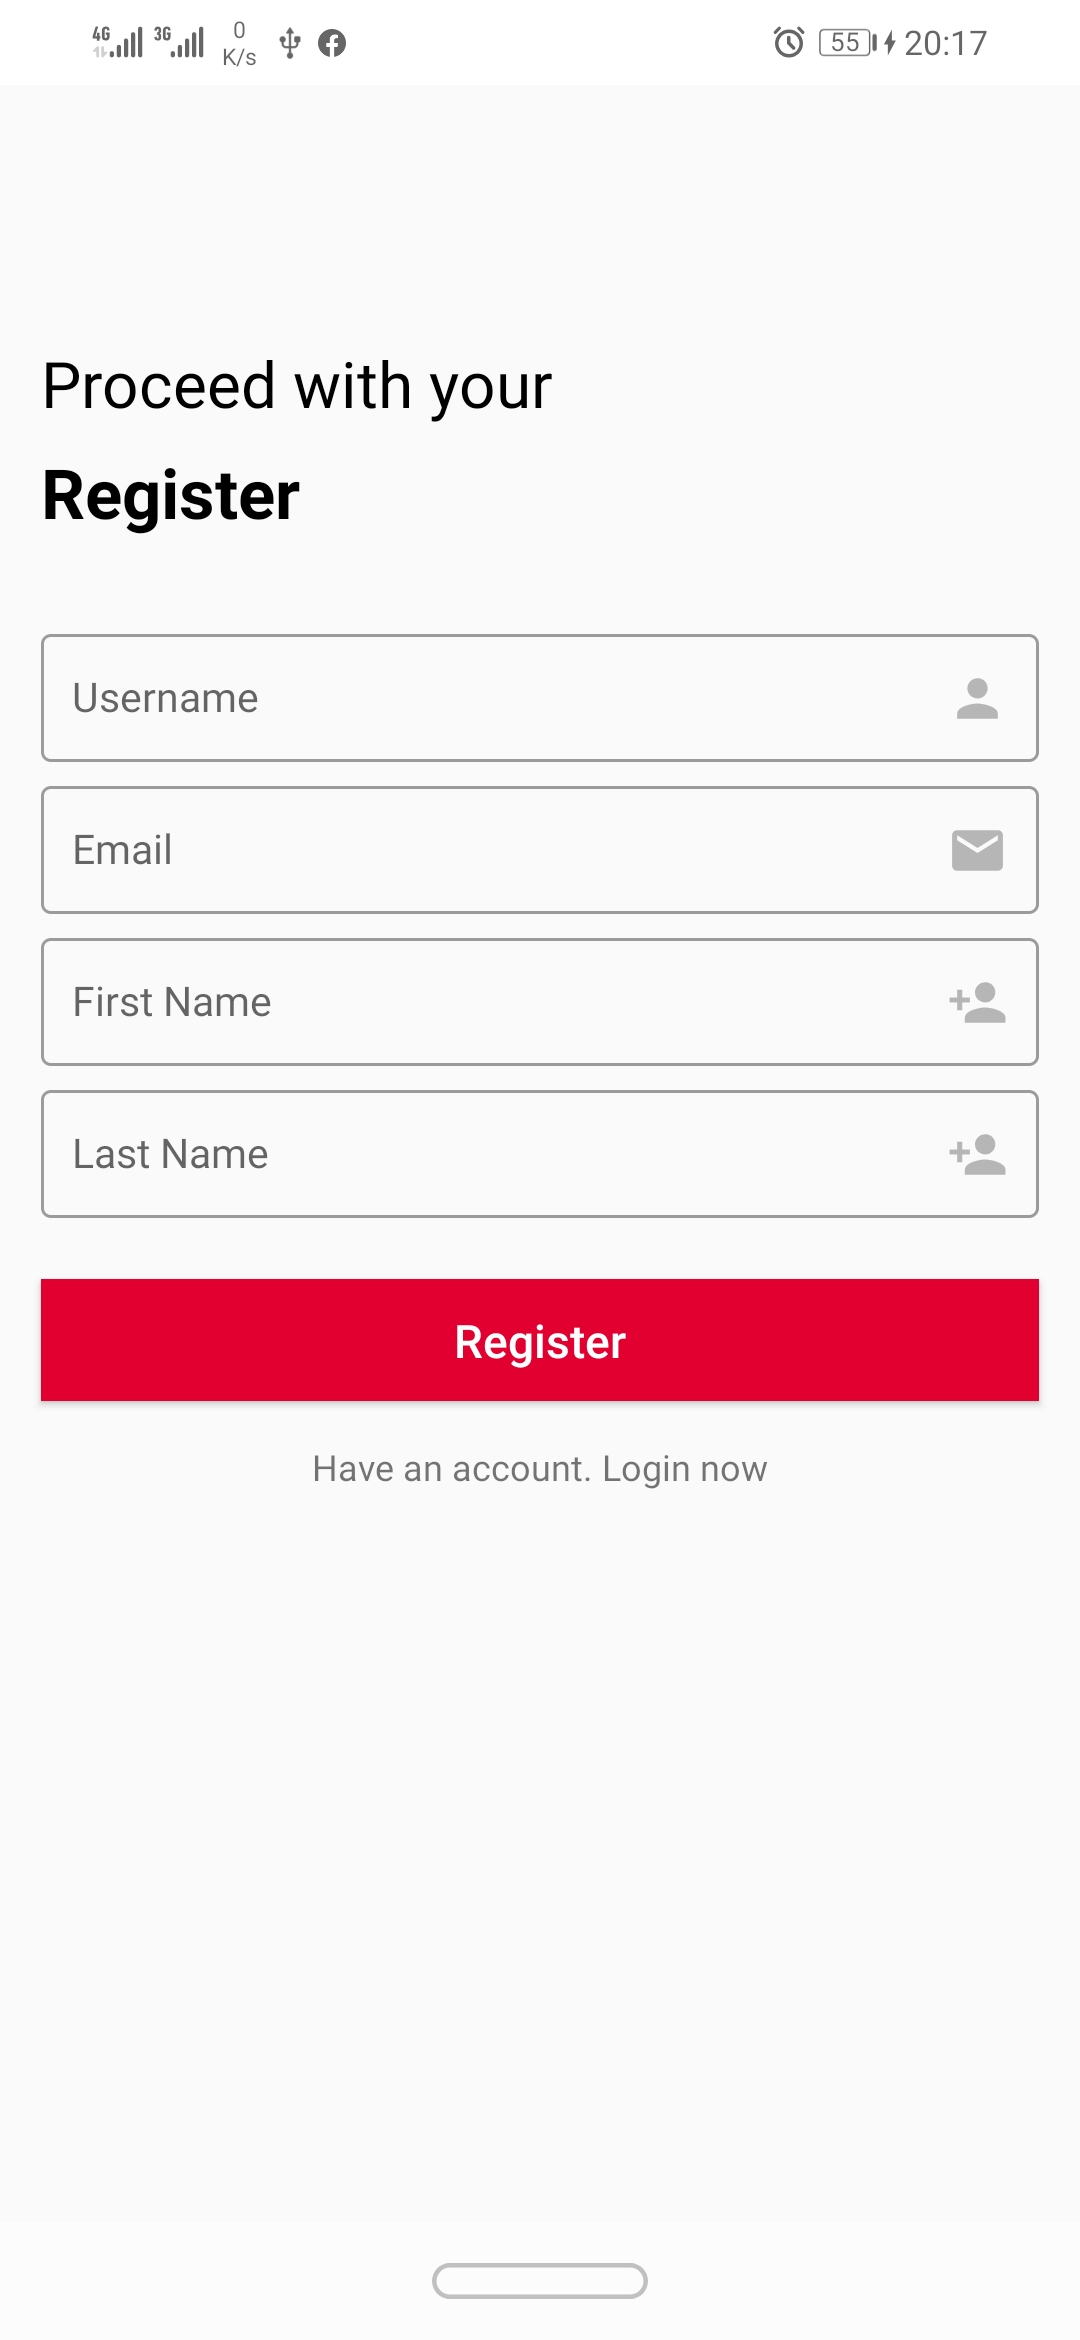 4G 3G 0 K/s 55 20:17
Proceed with your
Register
Username
Email
First Name
Last Name
Register
Have an account. Login now